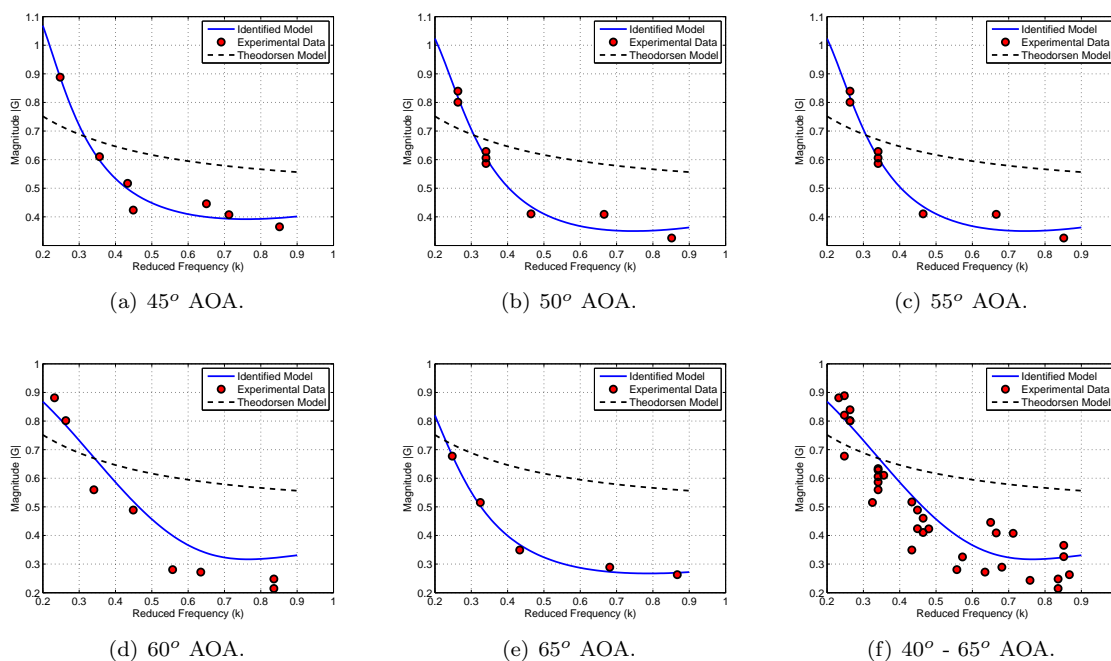 1.1
1
0.9
0.8
0.7
0.6
0.5
0.4
0.3
Magnitude |G|
Identified Model
Experimental Data
Theodorsen Model
0.2 0.3 0.4 0.5 0.6 0.7 0.8 0.9 1
Reduced Frequency (k)
(a) 45° AOA.
1.1
1
0.9
0.8
0.7
0.6
0.5
0.4
0.3
Magnitude |G|
Identified Model
Experimental Data
Theodorsen Model
0.2 0.3 0.4 0.5 0.6 0.7 0.8 0.9 1
Reduced Frequency (k)
(b) 50° AOA.
1.1
1
0.9
0.8
0.7
0.6
0.5
0.4
0.3
Magnitude |G|
Identified Model
Experimental Data
Theodorsen Model
0.2 0.3 0.4 0.5 0.6 0.7 0.8 0.9
Reduced Frequency (k)
(c) 55° AOA.
1
0.9
0.8
0.7
0.6
0.5
0.4
0.3
0.2
Magnitude |G|
Identified Model
Experimental Data
Theodorsen Model
0.2 0.3 0.4 0.5 0.6 0.7 0.8 0.9 1
Reduced Frequency (k)
(d) 60° AOA.
1
0.9
0.8
0.7
0.6
0.5
0.4
0.3
0.2
Magnitude |G|
Identified Model
Experimental Data
Theodorsen Model
0.2 0.3 0.4 0.5 0.6 0.7 0.8 0.9 1
Reduced Frequency (k)
(e) 65° AOA.
1
0.9
0.8
0.7
0.6
0.5
0.4
0.3
0.2
Magnitude |G|
Identified Model
Experimental Data
Theodorsen Model
0.2 0.3 0.4 0.5 0.6 0.7 0.8 0.9
Reduced Frequency (k)
(f) 40° - 65° AOA.